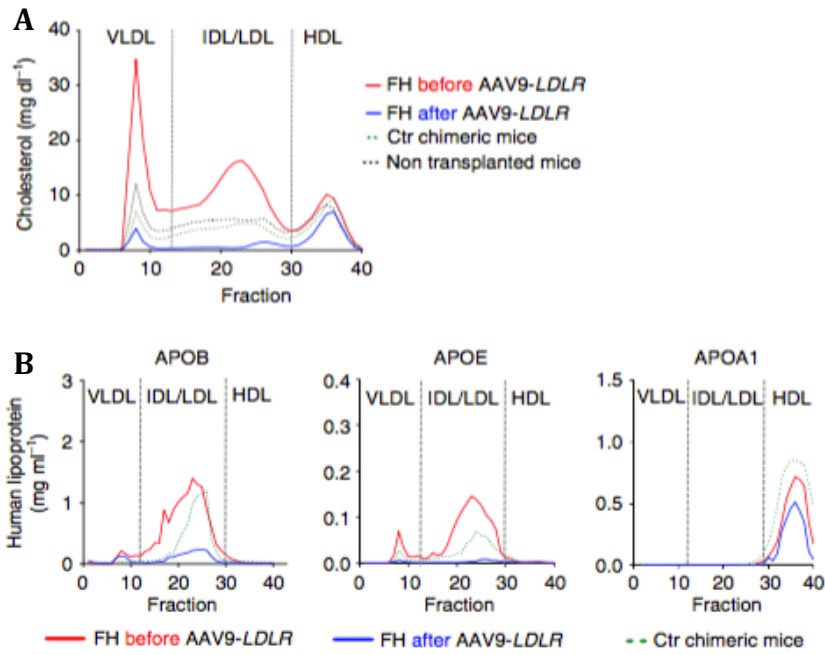 A
VLDL IDL/LDL HDL
Cholesterol (mg dl⁻¹)
40
30
20
10
0
0 10 20 30 40
Fraction
FH before AAV9-LDLR
FH after AAV9-LDLR
Ctr chimeric mice
Non transplanted mice
B
APOB
VLDL IDL/LDL HDL
Human lipoprotein
(mg ml⁻¹)
3
2
1
0
0 10 20 30 40
Fraction
APOE
VLDL IDL/LDL HDL
0.4
0.3
0.2
0.1
0.0
0 10 20 30 40
Fraction
APOA1
VLDL IDL/LDL HDL
1.5
1.0
0.5
0.0
0 10 20 30 40
Fraction
FH before AAV9-LDLR
FH after AAV9-LDLR
Ctr chimeric mice